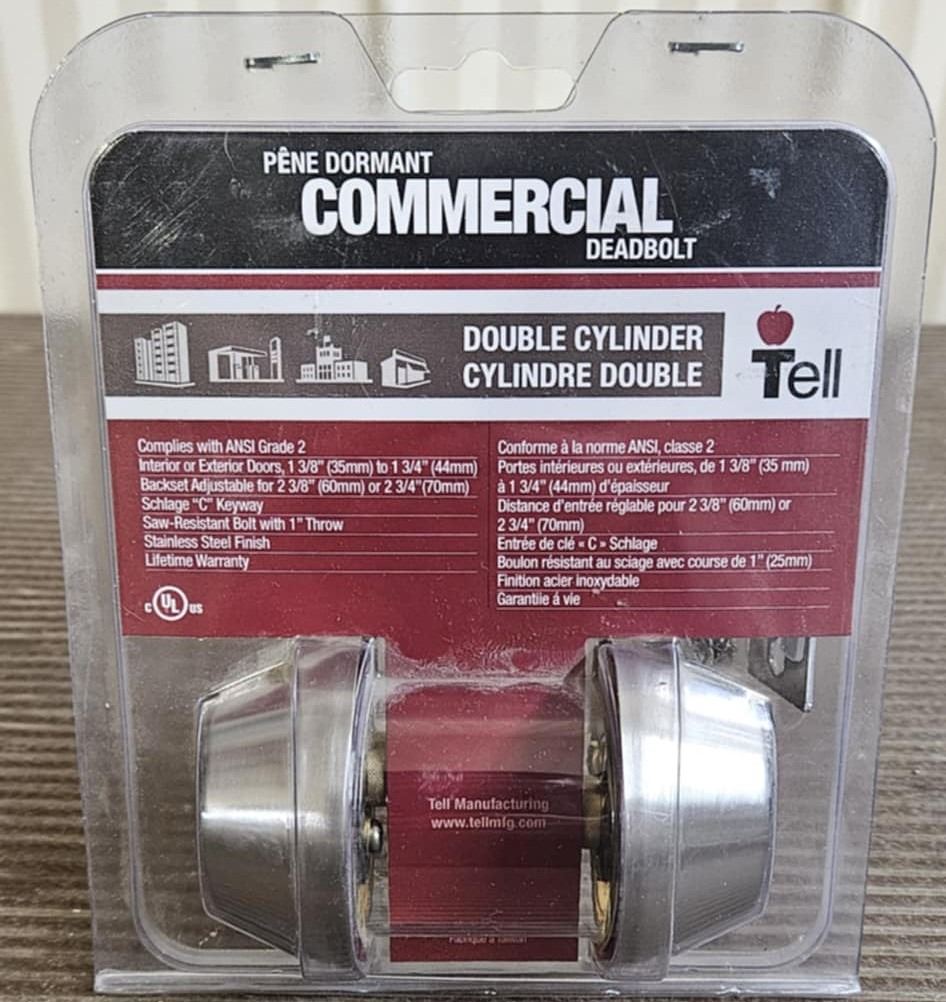 PÊNE DORMANT
COMMERCIAL
DEADBOLT
DOUBLE CYLINDER
CYLINDRE DOUBLE
Tell
Complies with ANSI Grade 2
Interior or Exterior Doors, 1 3/8" (35mm) to 1 3/4" (44mm)
Backset Adjustable for 2 3/8" (60mm) or 2 3/4"(70mm)
Schlage "C" Keyway
Saw-Resistant Bolt with 1" Throw
Stainless Steel Finish
Lifetime Warranty
C UL US
Conforme à la norme ANSI, classe 2
Portes intérieures ou extérieures, de 1 3/8" (35 mm)
à 1 3/4" (44mm) d'épaisseur
Distance d'entrée réglable pour 2 3/8" (60mm) or
2 3/4" (70mm)
Entrée de clé « C » Schlage
Boulon résistant au sciage avec course de 1" (25mm)
Finition acier inoxydable
Garantiie á vie
Tell Manufacturing
www.tellmfg.com
Fabriqué à Taiwan